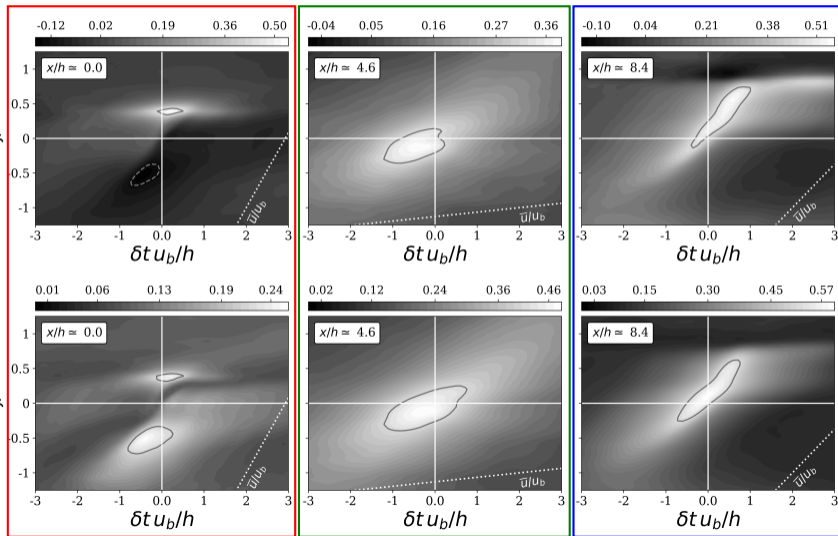 -0.12 0.19 0.36 0.50
-0.04 0.05 0.16 0.36
-0.10 0.04 0.21 0.38 0.51
x/h ≃ 0.0
x/h ≃ 4.6
x/h ≃ 8.4
1
0.5
0
-0.5
-1
u̅/u_b
u̅/u_b
u̅/u_b
-3 -2 -1 0.0 1 2 3
-3 -2 -1 0.0 1 2 3
-3 -2 -1 0.0 1 2 3
δt u_b/h
δt u_b/h
δt u_b/h
0.01 0.06 0.13 0.19 0.24
0.02 0.12 0.24 0.36 0.46
0.03 0.15 0.30 0.45 0.57
x/h ≃ 0.0
x/h ≃ 4.6
x/h ≃ 8.4
1
0.5
0
-0.5
-1
u̅/u_b
u̅/u_b
u̅/u_b
-3 -2 -1 0.0 1 2 3
-3 -2 -1 0.0 1 2 3
-3 -2 -1 0.0 1 2 3
δt u_b/h
δt u_b/h
δt u_b/h